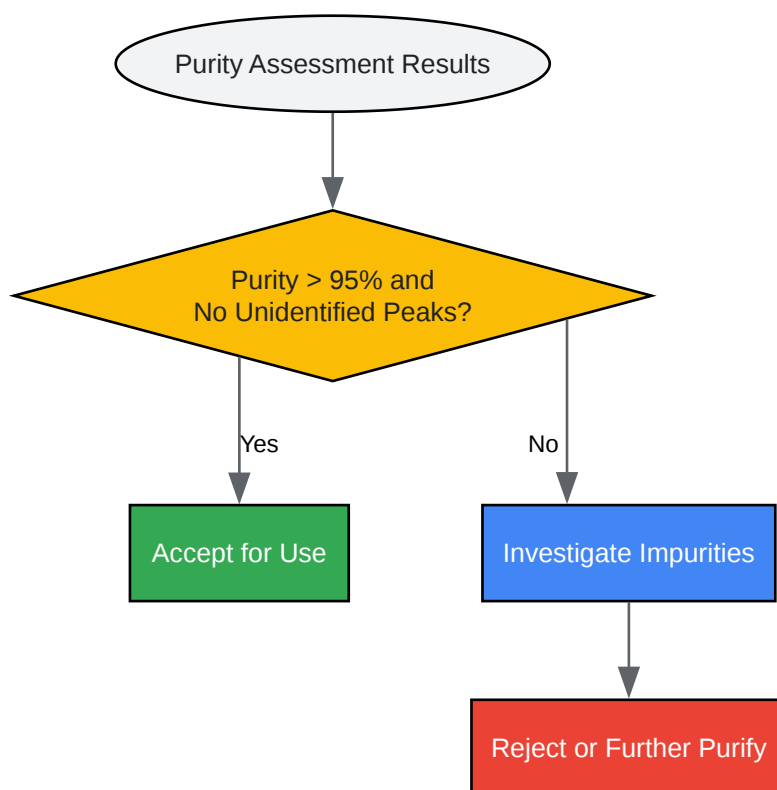 Purity Assessment Results
Purity > 95% and
No Unidentified Peaks?
Yes
No
Accept for Use
Investigate Impurities
Reject or Further Purify